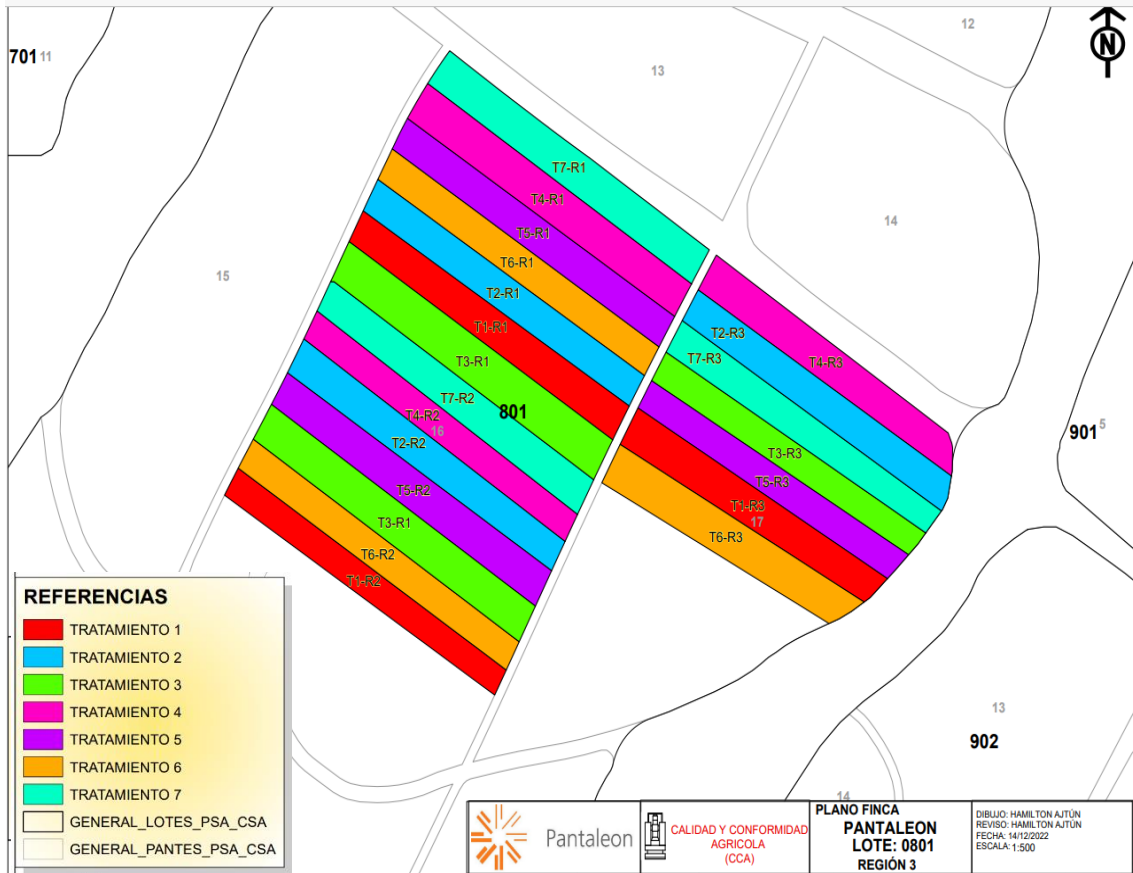 12
701 11
13
N
T7-R1
T4-R1
14
T5-R1
T6-R1
15
T2-R1
T1-R1
T2-R3
T4-R3
T3-R1
T7-R3
T7-R2
801
T4-R2
16
901 5
T2-R2
T3-R3
T5-R3
T5-R2
T1-R3
T3-R1
17
T6-R3
T6-R2
T1-R2
REFERENCIAS
TRATAMIENTO 1
TRATAMIENTO 2
TRATAMIENTO 3
TRATAMIENTO 4
TRATAMIENTO 5
TRATAMIENTO 6
TRATAMIENTO 7
GENERAL_LOTES_PSA_CSA
GENERAL_PANTES_PSA_CSA
13
902
14
Pantaleon
CALIDAD Y CONFORMIDAD
AGRICOLA
(CCA)
PLANO FINCA
PANTALEON
LOTE: 0801
REGIÓN 3
DIBUJO: HAMILTON AJTÚN
REVISO: HAMILTON AJTÚN
FECHA: 14/12/2022
ESCALA: 1:500